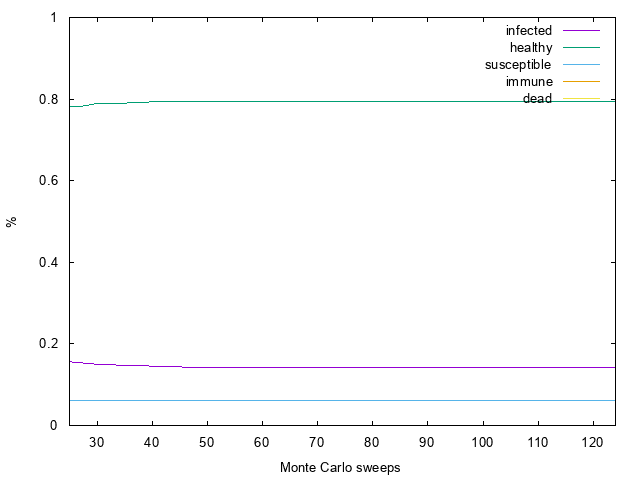 1
0.8
0.6
0.4
0.2
0
%
infected
healthy
susceptible
immune
dead
30 40 50 60 70 80 90 100 110 120
Monte Carlo sweeps